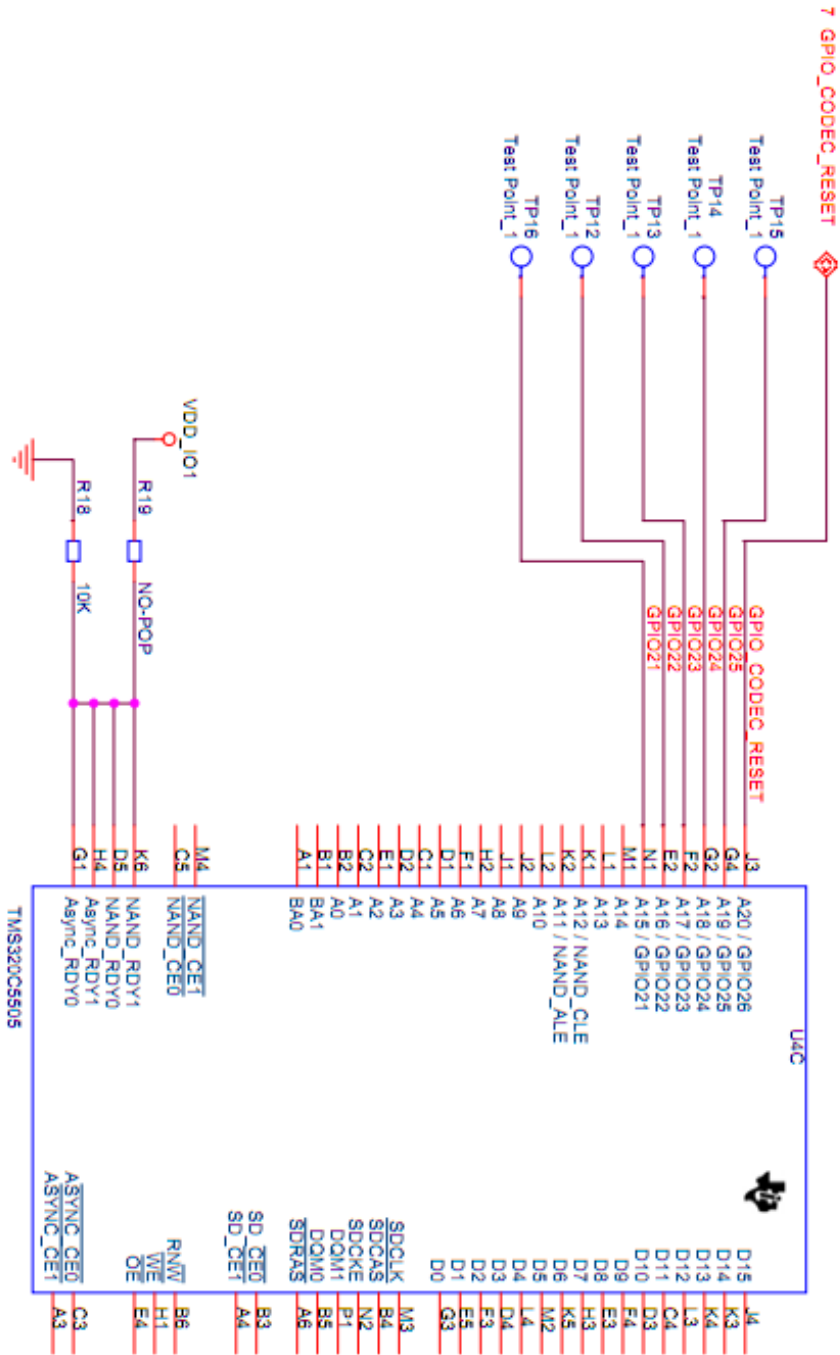 7 GPIO_CODEC_RESET
TP15
Test Point_1
TP14
Test Point_1
TP13
Test Point_1
TP12
Test Point_1
TP16
Test Point_1
GPIO_CODEC_RESET
GPIO25
GPIO24
GPIO23
GPIO22
GPIO21
VDD_IO1
R19
NO-POP
R18
10K
U4C
J3 A20 / GPIO26
G4 A19 / GPIO25
G2 A18 / GPIO24
F2 A17 / GPIO23
E2 A16 / GPIO22
N1 A15 / GPIO21
M1 A14
L1 A13
K1 A12 / NAND_CLE
K2 A11 / NAND_ALE
L2 A10
J2 A9
J1 A8
H2 A7
F1 A6
D1 A5
C1 A4
D2 A3
E1 A2
C2 A1
B2 A0
B1 BA1
A1 BA0
M4 NAND_CE1
C5 NAND_CE0
K6 NAND_RDY1
D5 NAND_RDY0
H4 Async_RDY1
G1 Async_RDY0
D15 J4
D14 K3
D13 K4
D12 L3
D11 C4
D10 D3
D9 F4
D8 E3
D7 H3
D6 K5
D5 M2
D4 L4
D3 D4
D2 F3
D1 E5
D0 G3
SDCLK M3
SDCAS B4
SDCKE N2
DQM1 P1
DQM0 B5
SDRAS A6
SD_CE0 B3
SD_CE1 A4
RNW B6
WE H1
OE E4
ASYNC_CE0 C3
ASYNC_CE1 A3
TMS320C5505